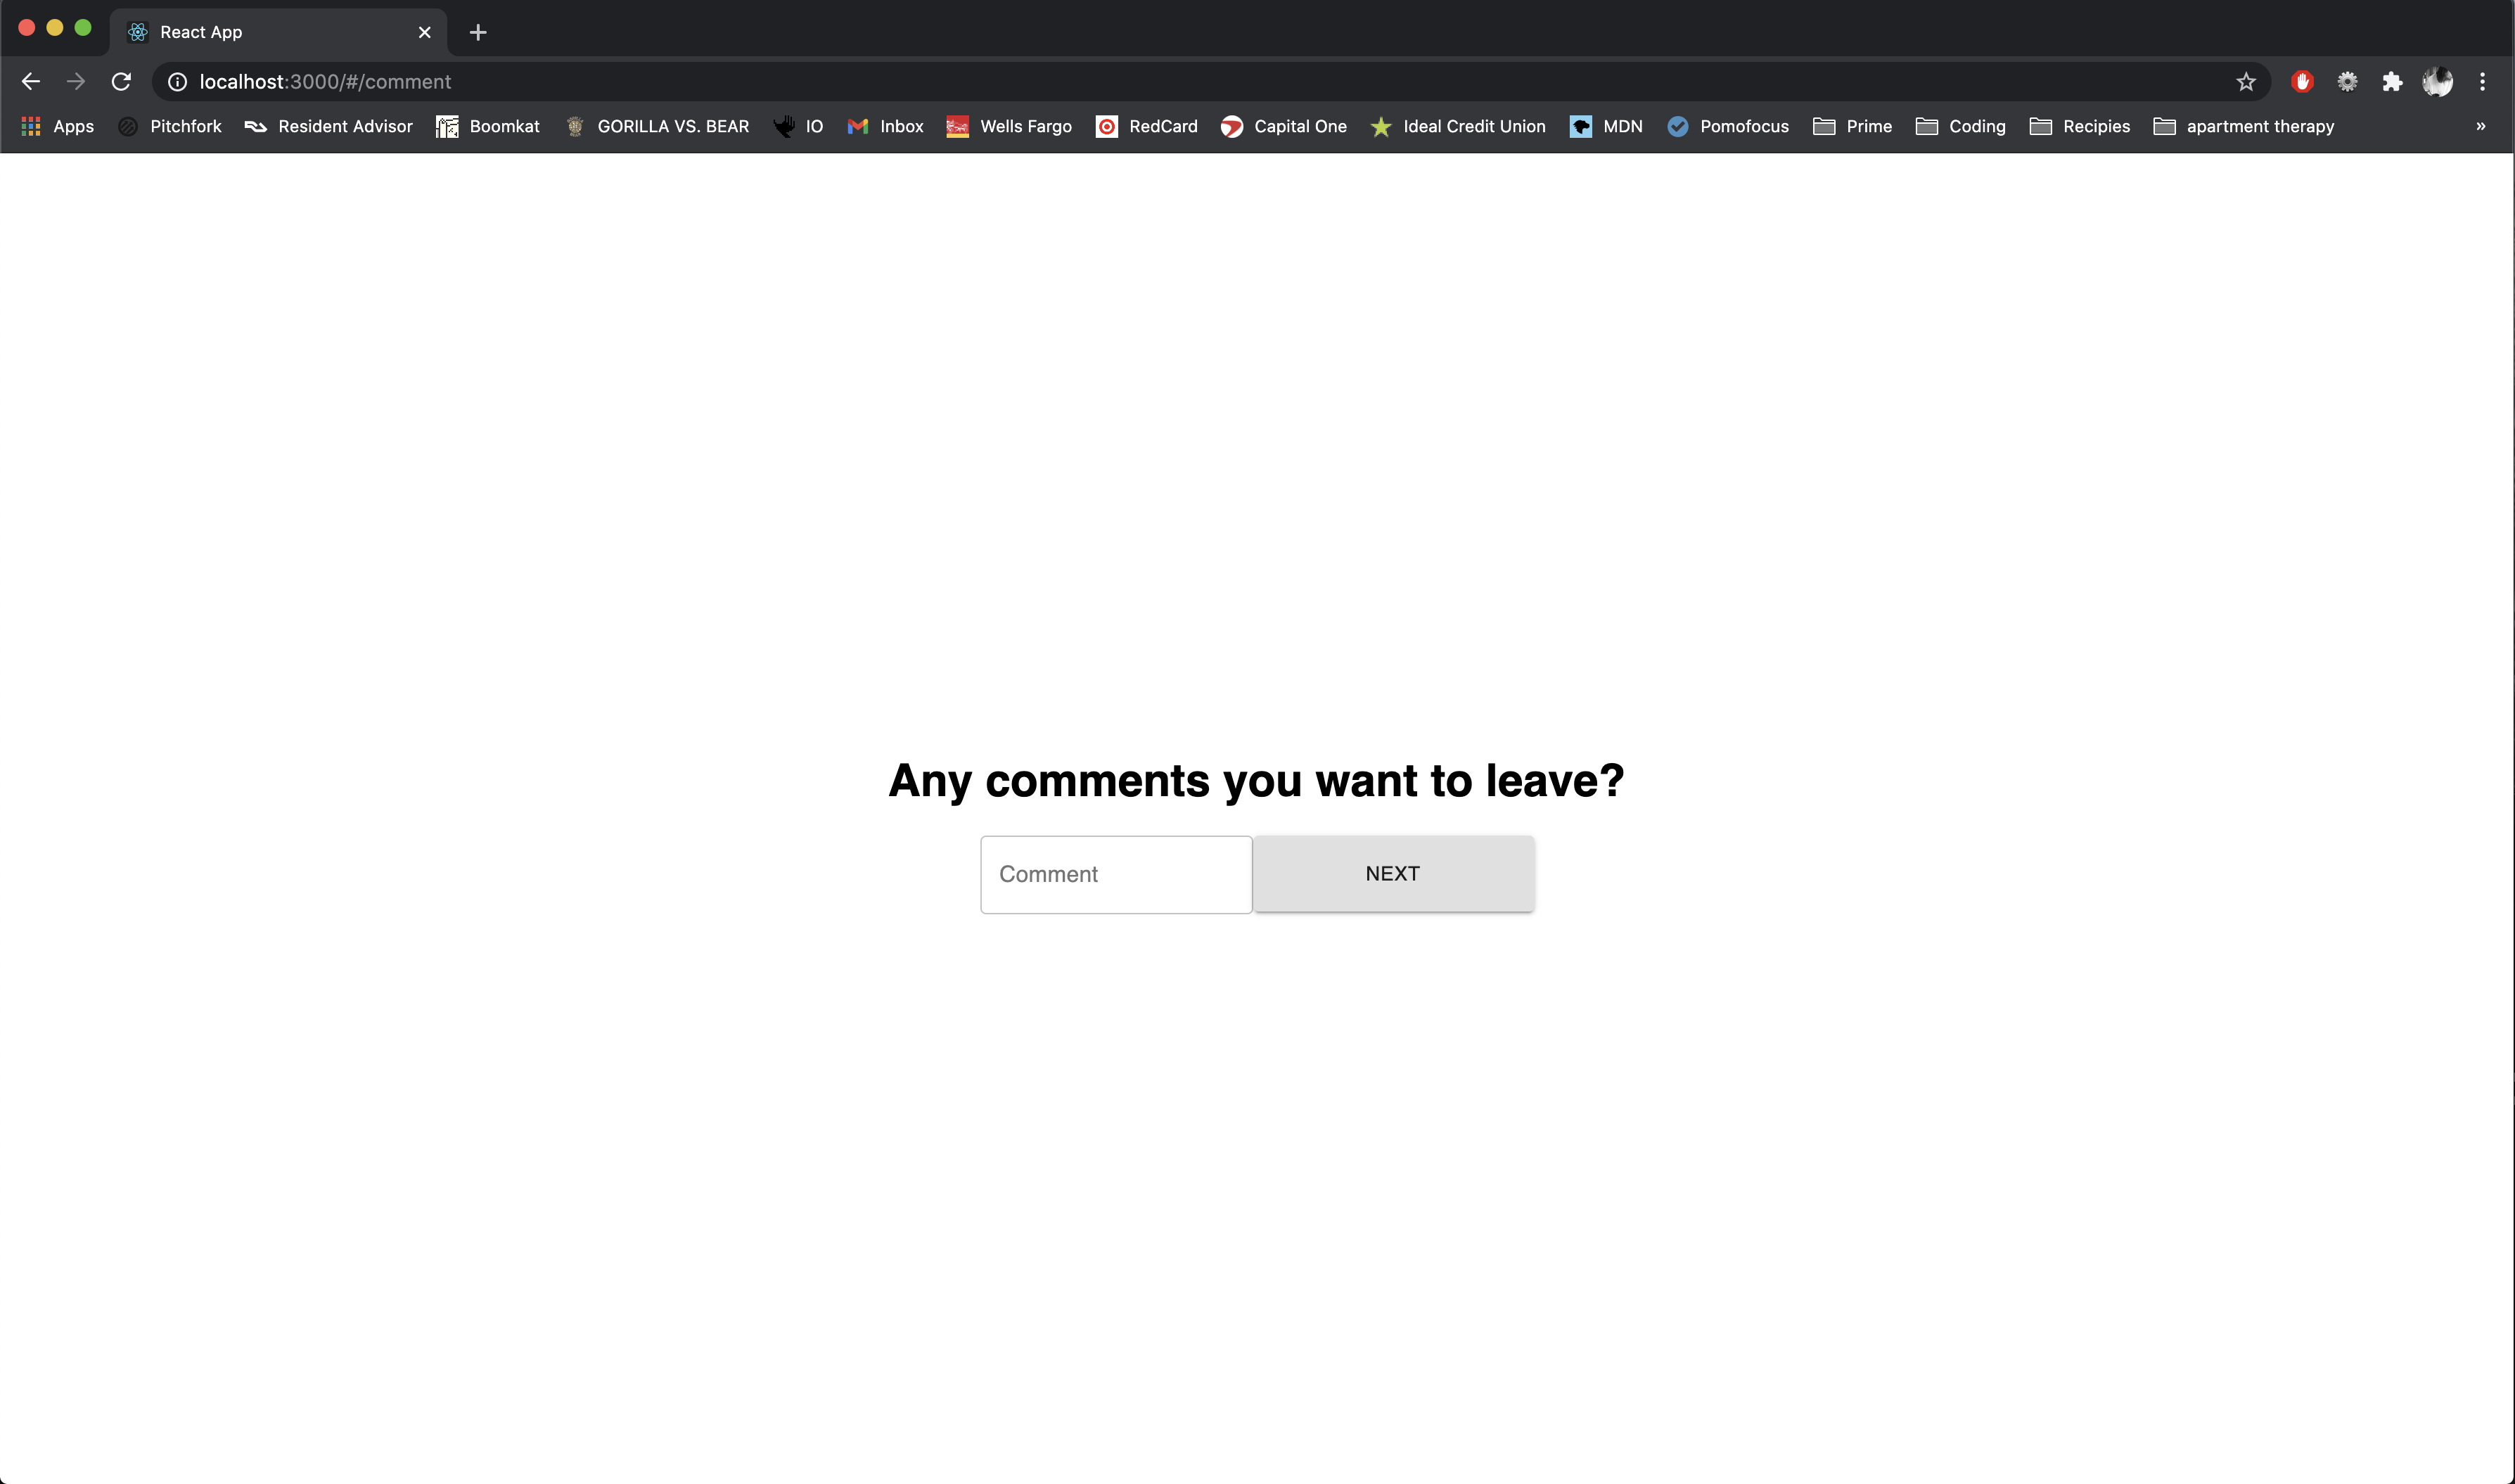 React App
localhost:3000/#/comment
Apps Pitchfork Resident Advisor Boomkat GORILLA VS. BEAR IO Inbox Wells Fargo RedCard Capital One Ideal Credit Union MDN Pomofocus Prime Coding Recipies apartment therapy »
Any comments you want to leave?
Comment NEXT